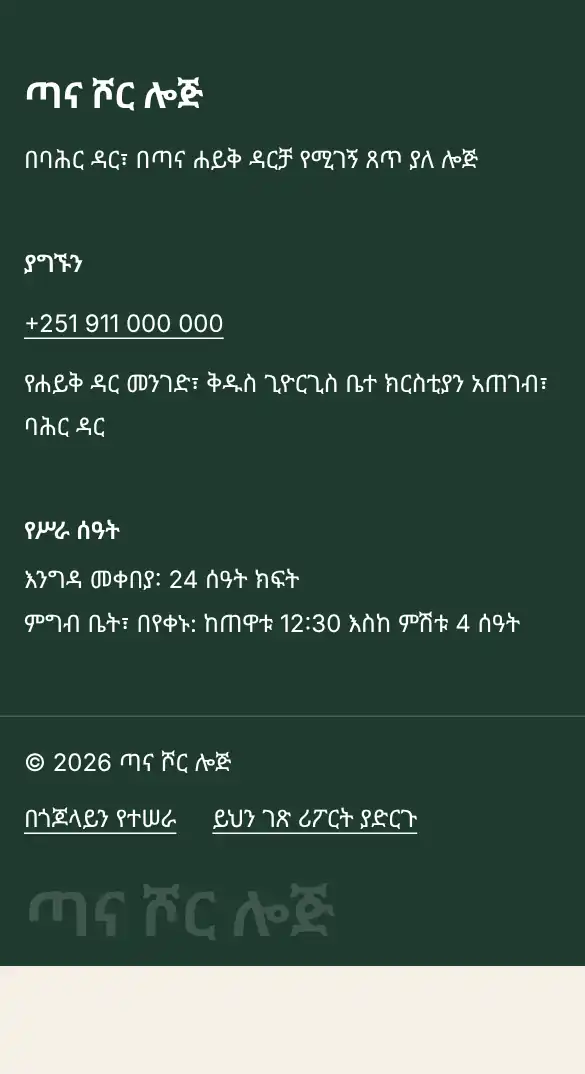 ጣና ሾር ሎጅ
በባሕር ዳር፣ በጣና ሐይቅ ዳርቻ የሚገኝ ጸጥ ያለ ሎጅ
ያግኙን
+251 911 000 000
የሐይቅ ዳር መንገድ፣ ቅዱስ ጊዮርጊስ ቤተ ክርስቲያን አጠገብ፣
ባሕር ዳር
የሥራ ሰዓት
እንግዳ መቀበያ: 24 ሰዓት ክፍት
ምግብ ቤት፣ በየቀኑ: ከጠዋቱ 12:30 እስከ ምሽቱ 4 ሰዓት
© 2026 ጣና ሾር ሎጅ
በጎጆላይን የተሠራ ይህን ገጽ ሪፖርት ያድርጉ
ጣና ሾር ሎጅ